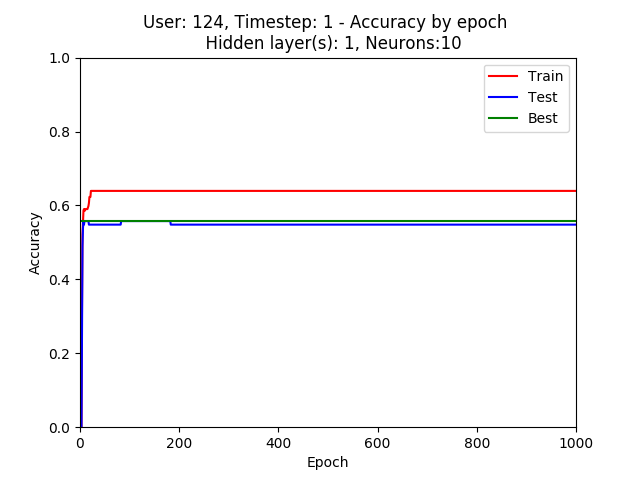 User: 124, Timestep: 1 - Accuracy by epoch
Hidden layer(s): 1, Neurons:10
1.0
Train
Test
Best
0.8
0.6
Accuracy
0.4
0.2
0.0
0 200 400 600 800 1000
Epoch